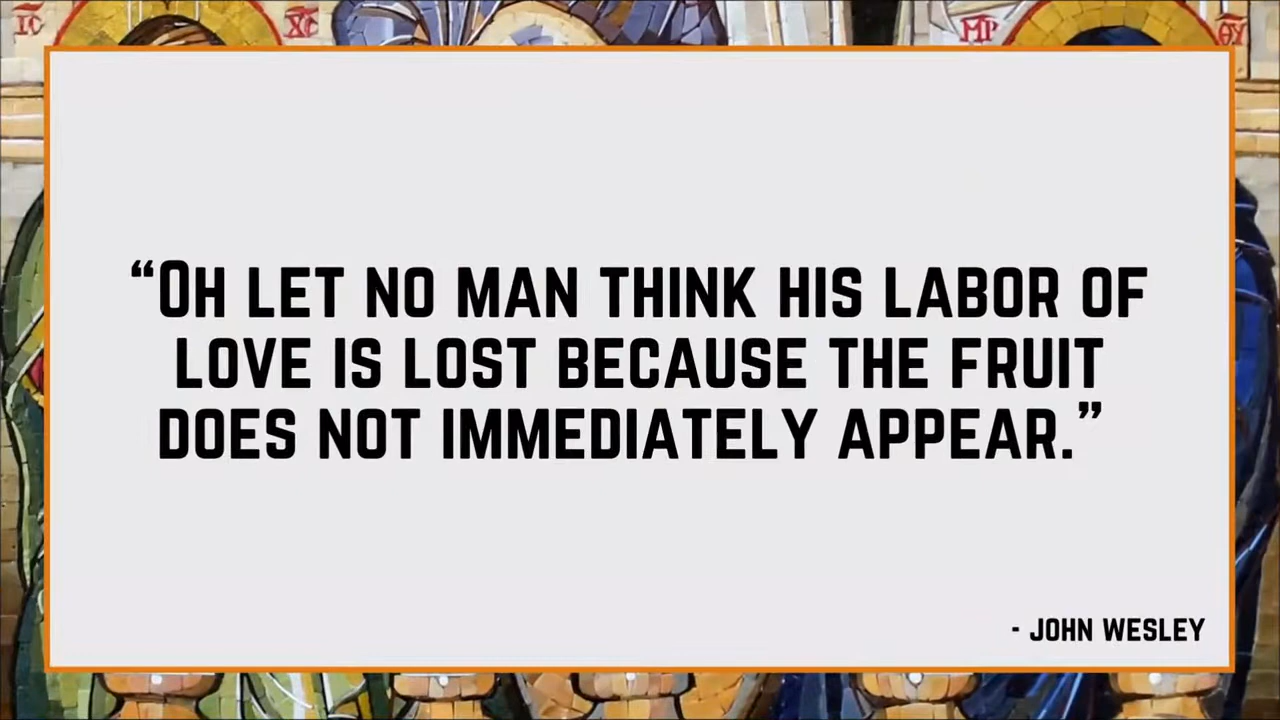 IC XC
MP ΘY
“OH LET NO MAN THINK HIS LABOR OF
LOVE IS LOST BECAUSE THE FRUIT
DOES NOT IMMEDIATELY APPEAR.”
- JOHN WESLEY